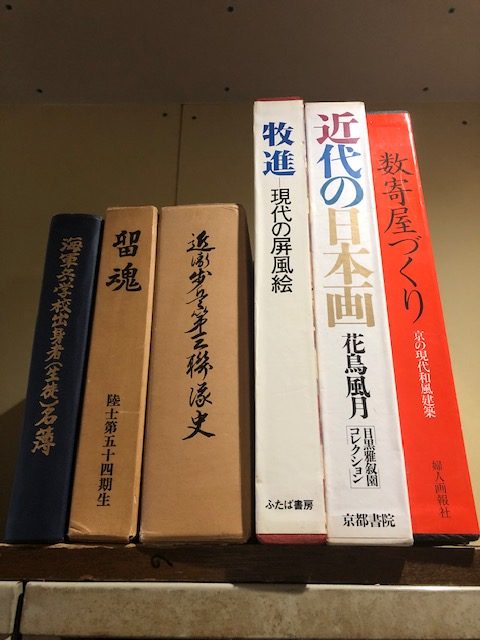 海軍兵学校出身者(生徒)名簿
留魂
陸士第五十四期生
近衛歩兵第三聯隊史
牧進
現代の屏風絵
ふたば書房
近代の日本画
花鳥風月
目黒雅叙園
コレクション
京都書院
数寄屋づくり
京の現代和風建築
婦人画報社